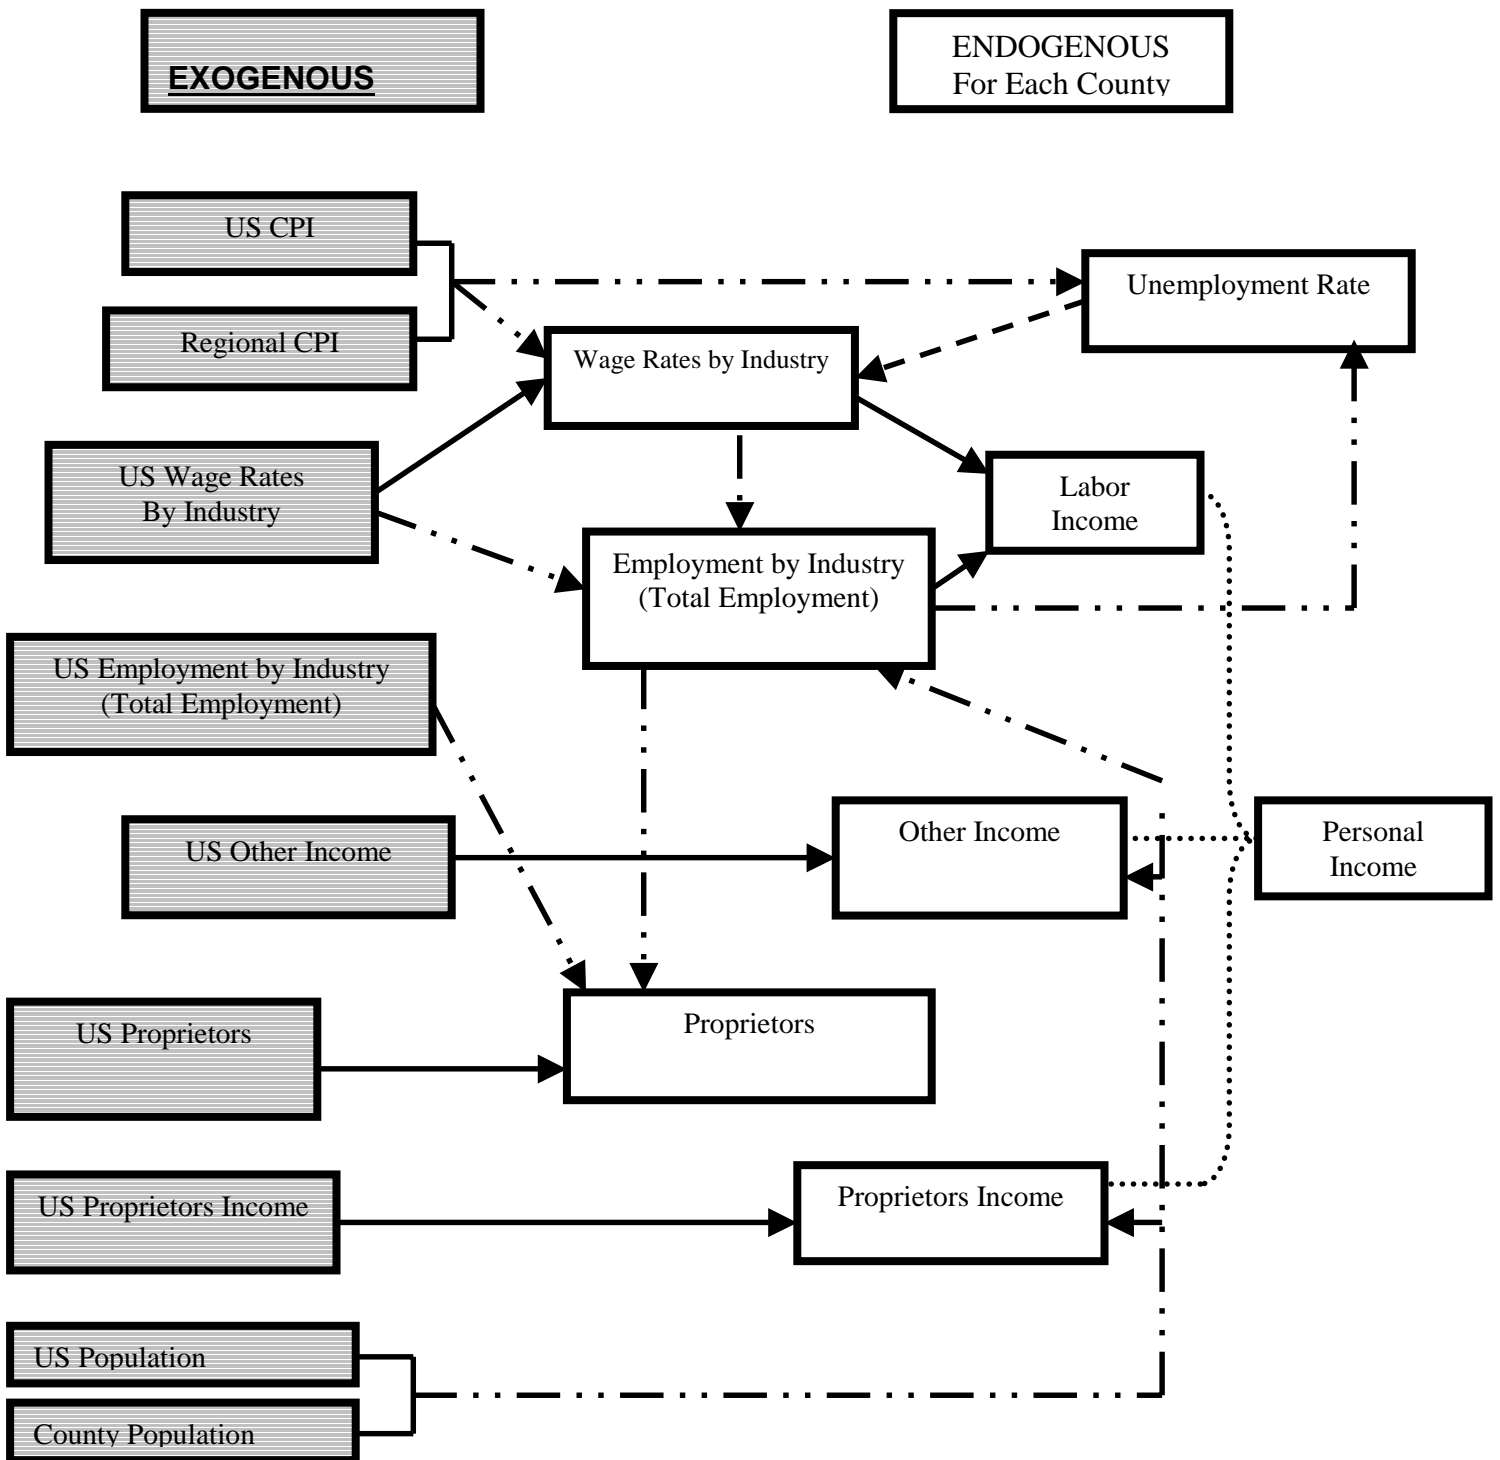 EXOGENOUS
ENDOGENOUS
For Each County
US CPI
Regional CPI
Unemployment Rate
Wage Rates by Industry
US Wage Rates
By Industry
Labor
Income
Employment by Industry
(Total Employment)
US Employment by Industry
(Total Employment)
US Other Income
Other Income
Personal
Income
US Proprietors
Proprietors
US Proprietors Income
Proprietors Income
US Population
County Population